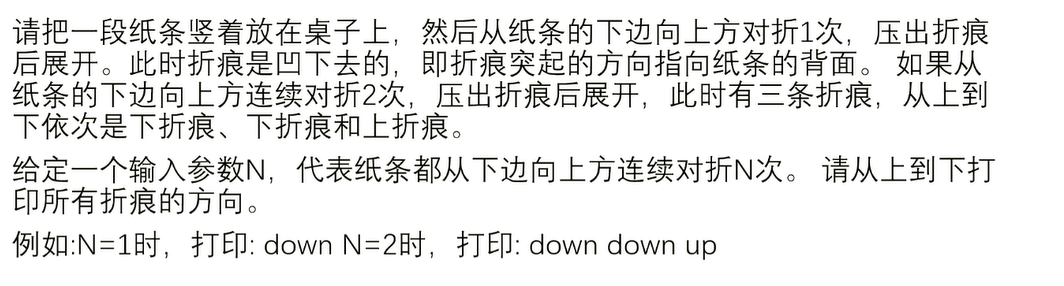 请把一段纸条竖着放在桌子上，然后从纸条的下边向上方对折1次，压出折痕
后展开。此时折痕是凹下去的，即折痕突起的方向指向纸条的背面。 如果从
纸条的下边向上方连续对折2次，压出折痕后展开，此时有三条折痕，从上到
下依次是下折痕、下折痕和上折痕。
给定一个输入参数N，代表纸条都从下边向上方连续对折N次。 请从上到下打
印所有折痕的方向。
例如:N=1时，打印: down N=2时，打印: down down up